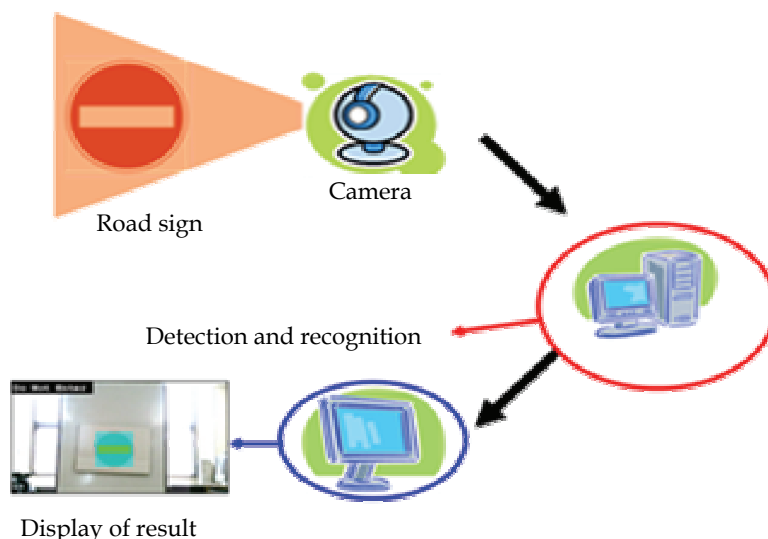 Camera
Road sign
Detection and recognition
Display of result